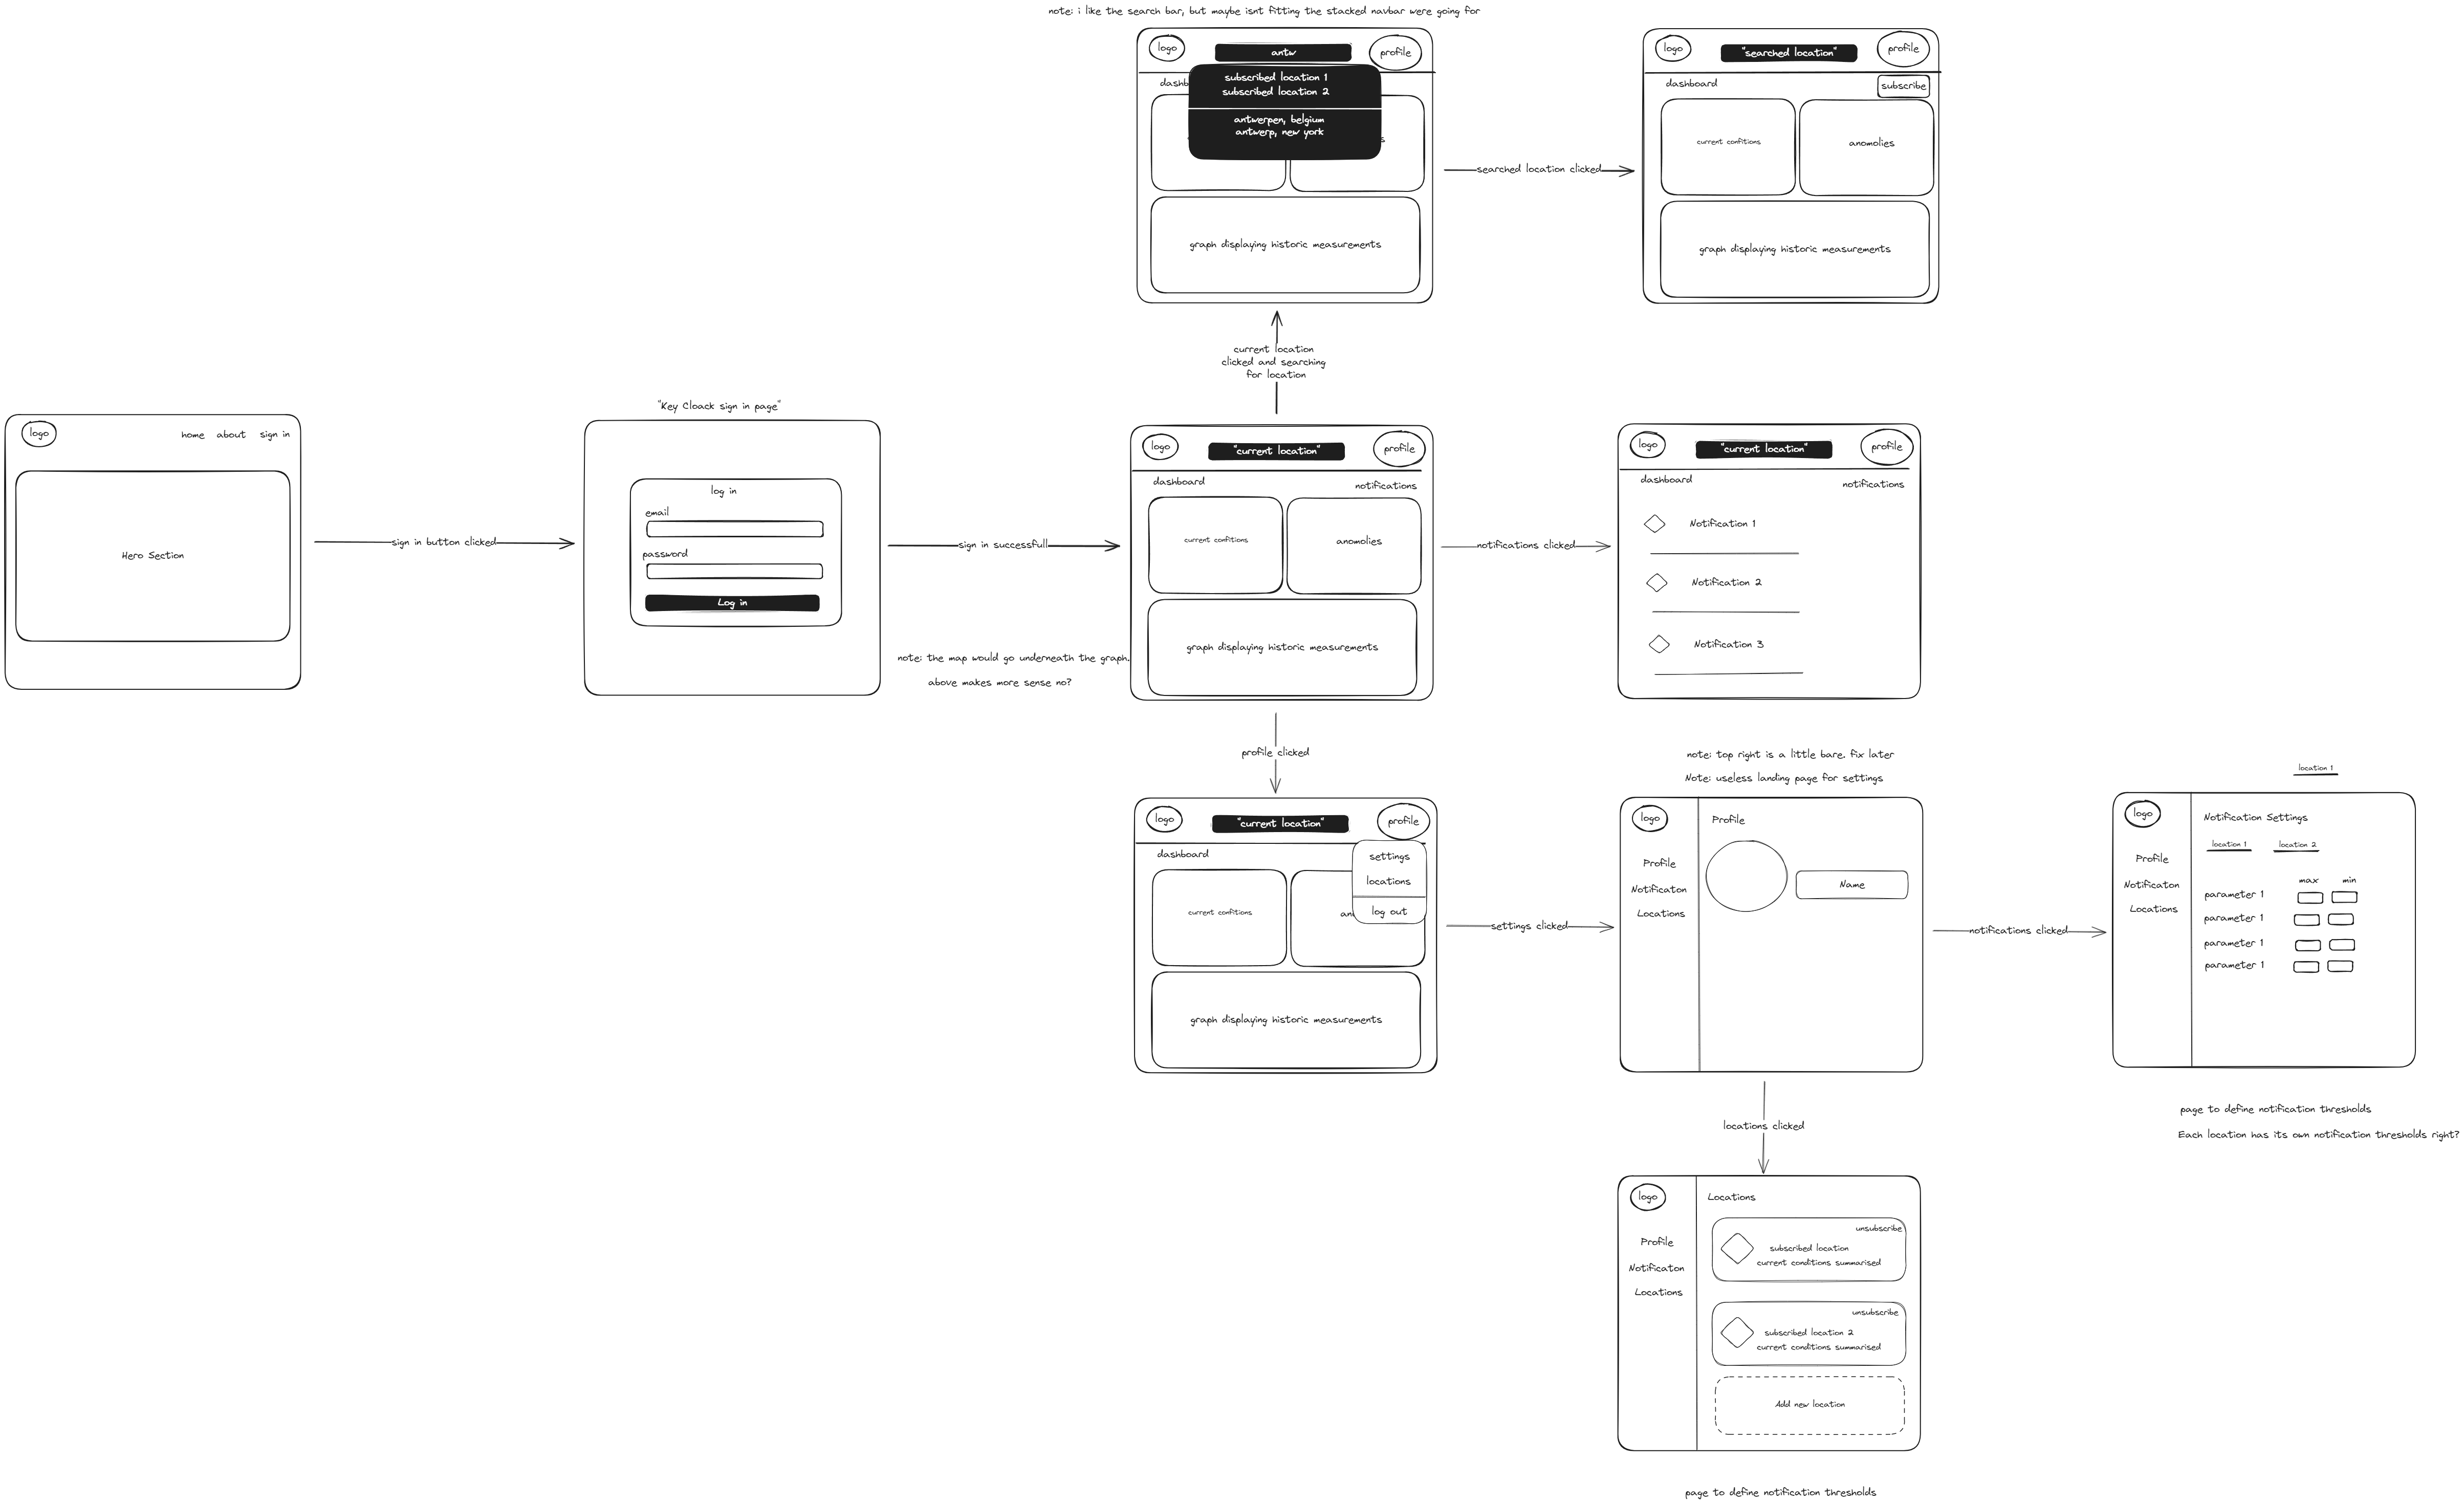 note: i like the search bar, but maybe isnt fitting the stacked navbar were going for
logo
antw
profile
dashb
subscribed location 1
subscribed location 2
antwerpen, belgium
antwerp, new york
s
graph displaying historic measurements
searched location clicked
logo
"searched location"
profile
dashboard
subscribe
current confitions
anomolies
graph displaying historic measurements
current location
clicked and searching
for location
logo
home about sign in
Hero Section
sign in button clicked
"Key Cloack sign in page"
log in
email
password
Log in
sign in successfull
note: the map would go underneath the graph.
above makes more sense no?
logo
"current location"
profile
dashboard
notifications
current confitions
anomolies
graph displaying historic measurements
notifications clicked
logo
"current location"
profile
dashboard
notifications
Notification 1
Notification 2
Notification 3
profile clicked
logo
"current location"
profile
dashboard
settings
locations
log out
current confitions
an
graph displaying historic measurements
settings clicked
note: top right is a little bare. fix later
Note: useless landing page for settings
logo
Profile
Notificaton
Locations
Profile
Name
notifications clicked
location 1
logo
Profile
Notificaton
Locations
Notification Settings
location 1 location 2
max min
parameter 1
parameter 1
parameter 1
parameter 1
page to define notification thresholds
Each location has its own notification thresholds right?
locations clicked
logo
Profile
Notificaton
Locations
Locations
unsubscribe
subscribed location
current conditions summarised
unsubscribe
subscribed location 2
current conditions summarised
Add new location
page to define notification thresholds